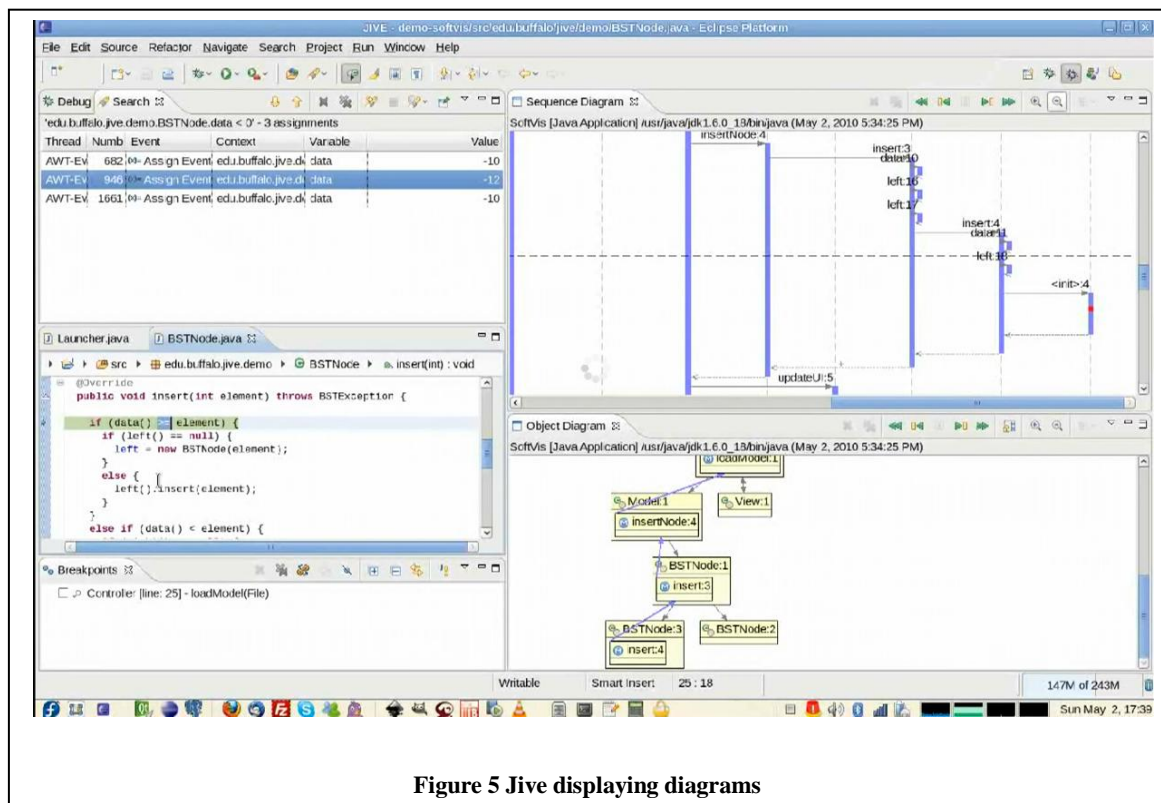 JIVE - demo-softvis/src/edu.buffalo/jive/demo/BSTNode.java - Eclipse Platform
File Edit Source Refactor Navigate Search Project Run Window Help
Debug Search
'edu.buffalo.jive.demo.BSTNode.data < 0' - 3 assignments
Thread Numb Event Context Variable Value
AWT-Ev 682 Assign Event edu.buffalo.jive.d data -10
AWT-Ev 946 Assign Event edu.buffalo.jive.d data -12
AWT-Ev 1661 Assign Event edu.buffalo.jive.d data -10
Launcher.java BSTNode.java
src edu.buffalo.jive.demo BSTNode insert(int) : void
@Override
public void insert(int element) throws BSTException {
if (data() >= element) {
if (left() == null) {
left = new BSTNode(element);
}
else {
left().insert(element);
}
}
else if (data() < element) {
Breakpoints
Controller [line: 25] - loadModel(File)
Sequence Diagram
SoftVis [Java Application] /usr/java/jdk1.6.0_18/bin/java (May 2, 2010 5:34:25 PM)
insertNode:4
insert:3
data:10
left:16
left:17
insert:4
data:11
left:18
<init>:4
updateUI:5
Object Diagram
SoftVis [Java Application] /usr/java/jdk1.6.0_18/bin/java (May 2, 2010 5:34:25 PM)
loadModel:1
Model:1
View:1
insertNode:4
BSTNode:1
insert:3
BSTNode:3
BSTNode:2
insert:4
Writable Smart Insert 25 : 18 147M of 243M
Sun May 2, 17:39
Figure 5 Jive displaying diagrams